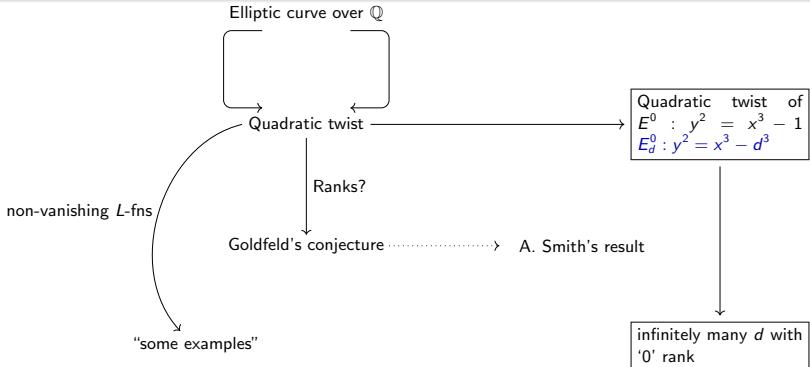 Elliptic curve over ℚ
Quadratic twist
Quadratic twist of
E⁰ : y² = x³ − 1
E⁰_d : y² = x³ − d³
Ranks?
non-vanishing L-fns
Goldfeld's conjecture
A. Smith's result
"some examples"
infinitely many d with
'0' rank